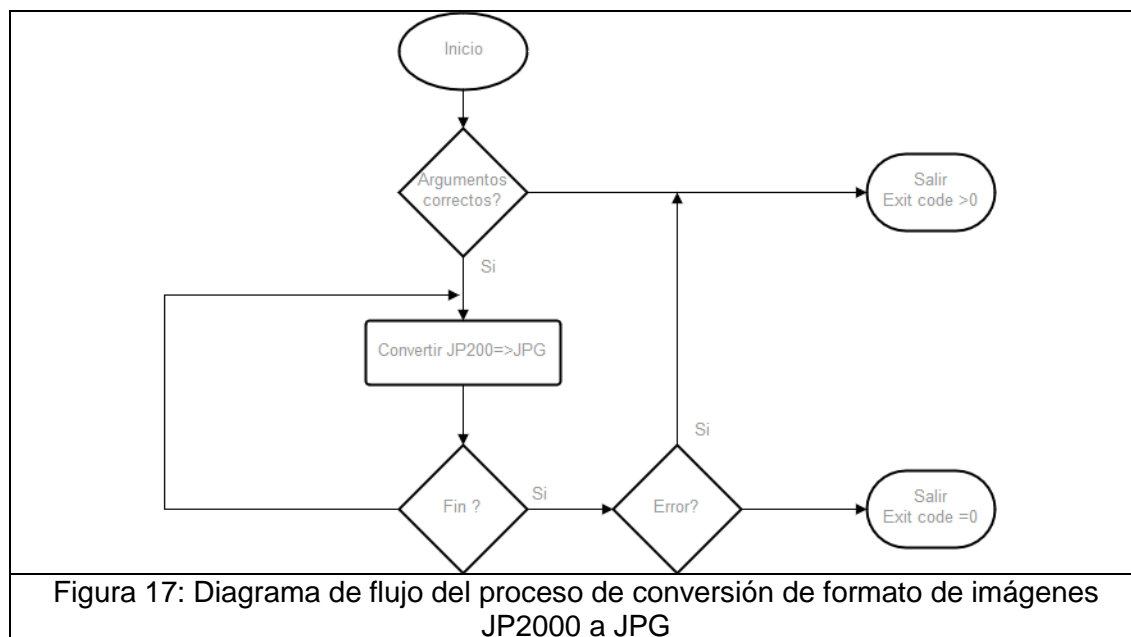 Inicio
Argumentos
correctos?
Salir
Exit code >0
Si
Convertir JP200=>JPG
Si
Fin ?
Si
Error?
Salir
Exit code =0
Figura 17: Diagrama de flujo del proceso de conversión de formato de imágenes
JP2000 a JPG